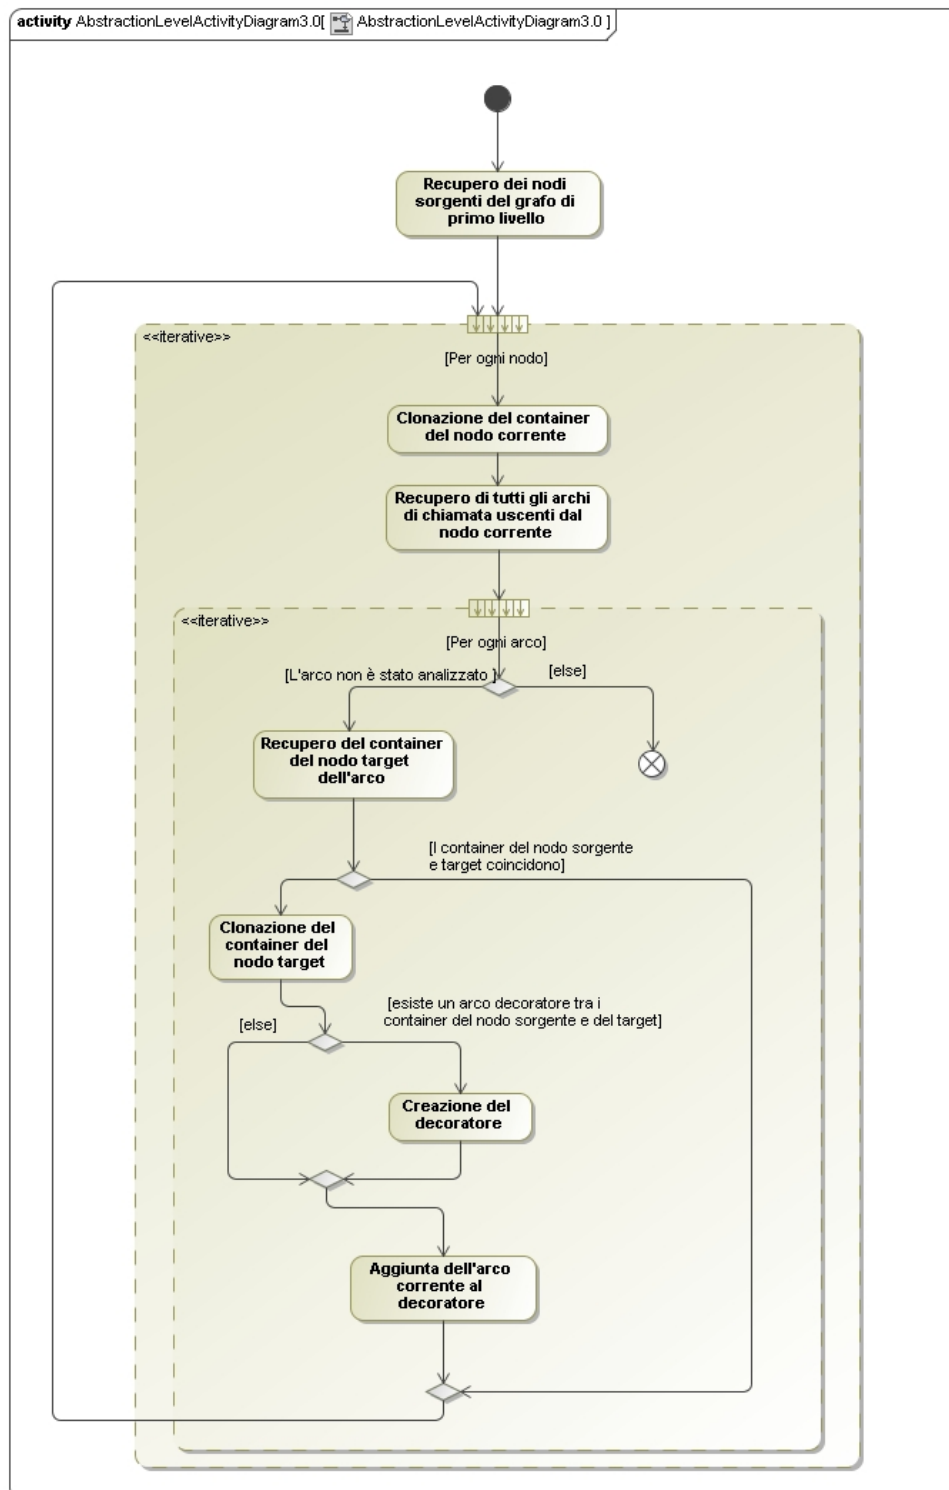 activity AbstractionLevelActivityDiagram3.0[ AbstractionLevelActivityDiagram3.0 ]
Recupero dei nodi
sorgenti del grafo di
primo livello
<<iterative>>
[Per ogni nodo]
Clonazione del container
del nodo corrente
Recupero di tutti gli archi
di chiamata uscenti dal
nodo corrente
<<iterative>>
[Per ogni arco]
[L'arco non è stato analizzato ]
[else]
Recupero del container
del nodo target
dell'arco
[I container del nodo sorgente
e target coincidono]
Clonazione del
container del
nodo target
[else]
[esiste un arco decoratore tra i
container del nodo sorgente e del target]
Creazione del
decoratore
Aggiunta dell'arco
corrente al
decoratore